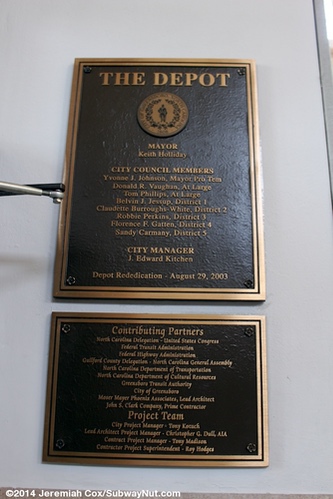 THE DEPOT
MAYOR
Keith Holliday
CITY COUNCIL MEMBERS
Yvonne J. Johnson, Mayor Pro Tem
Donald R. Vaughan, At Large
Tom Phillips, At Large
Belvin J. Jessup, District 1
Claudette Burroughs-White, District 2
Robbie Perkins, District 3
Florence F. Gatten, District 4
Sandy Carmany, District 5
CITY MANAGER
J. Edward Kitchen
Depot Rededication - August 29, 2003
Contributing Partners
North Carolina Delegation - United States Congress
Federal Transit Administration
Federal Highway Administration
Guilford County Delegation - North Carolina General Assembly
North Carolina Department of Transportation
North Carolina Department of Cultural Resources
Greensboro Transit Authority
City of Greensboro
Moser Mayer Phoenix Associates, Lead Architect
John S. Clark Company, Prime Contractor
Project Team
City Project Manager - Tony
Lead Architect Project Manager - Christopher G. Dull, AIA
Contract Project Manager - Tony Madison
Contractor Project Superintendent - Roy Hodges
©2014 Jeremiah Cox/SubwayNut.com